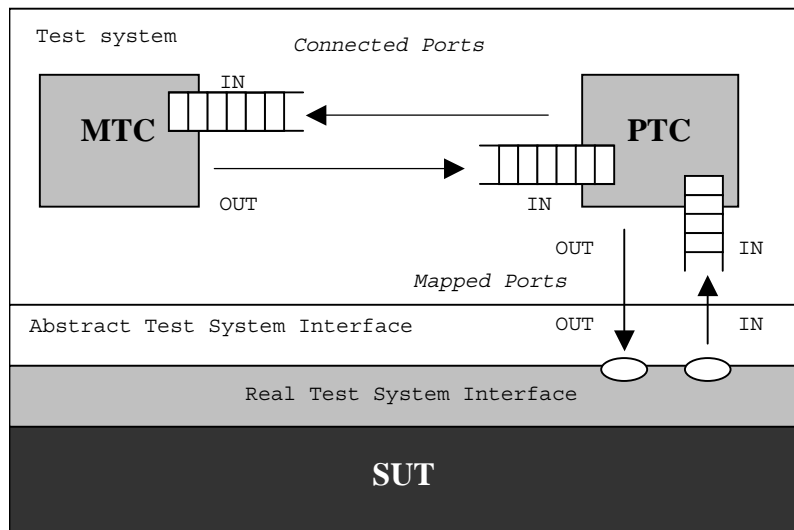 Test system
Connected Ports
IN
MTC
PTC
OUT
IN
OUT
IN
Mapped Ports
Abstract Test System Interface
OUT
IN
Real Test System Interface
SUT